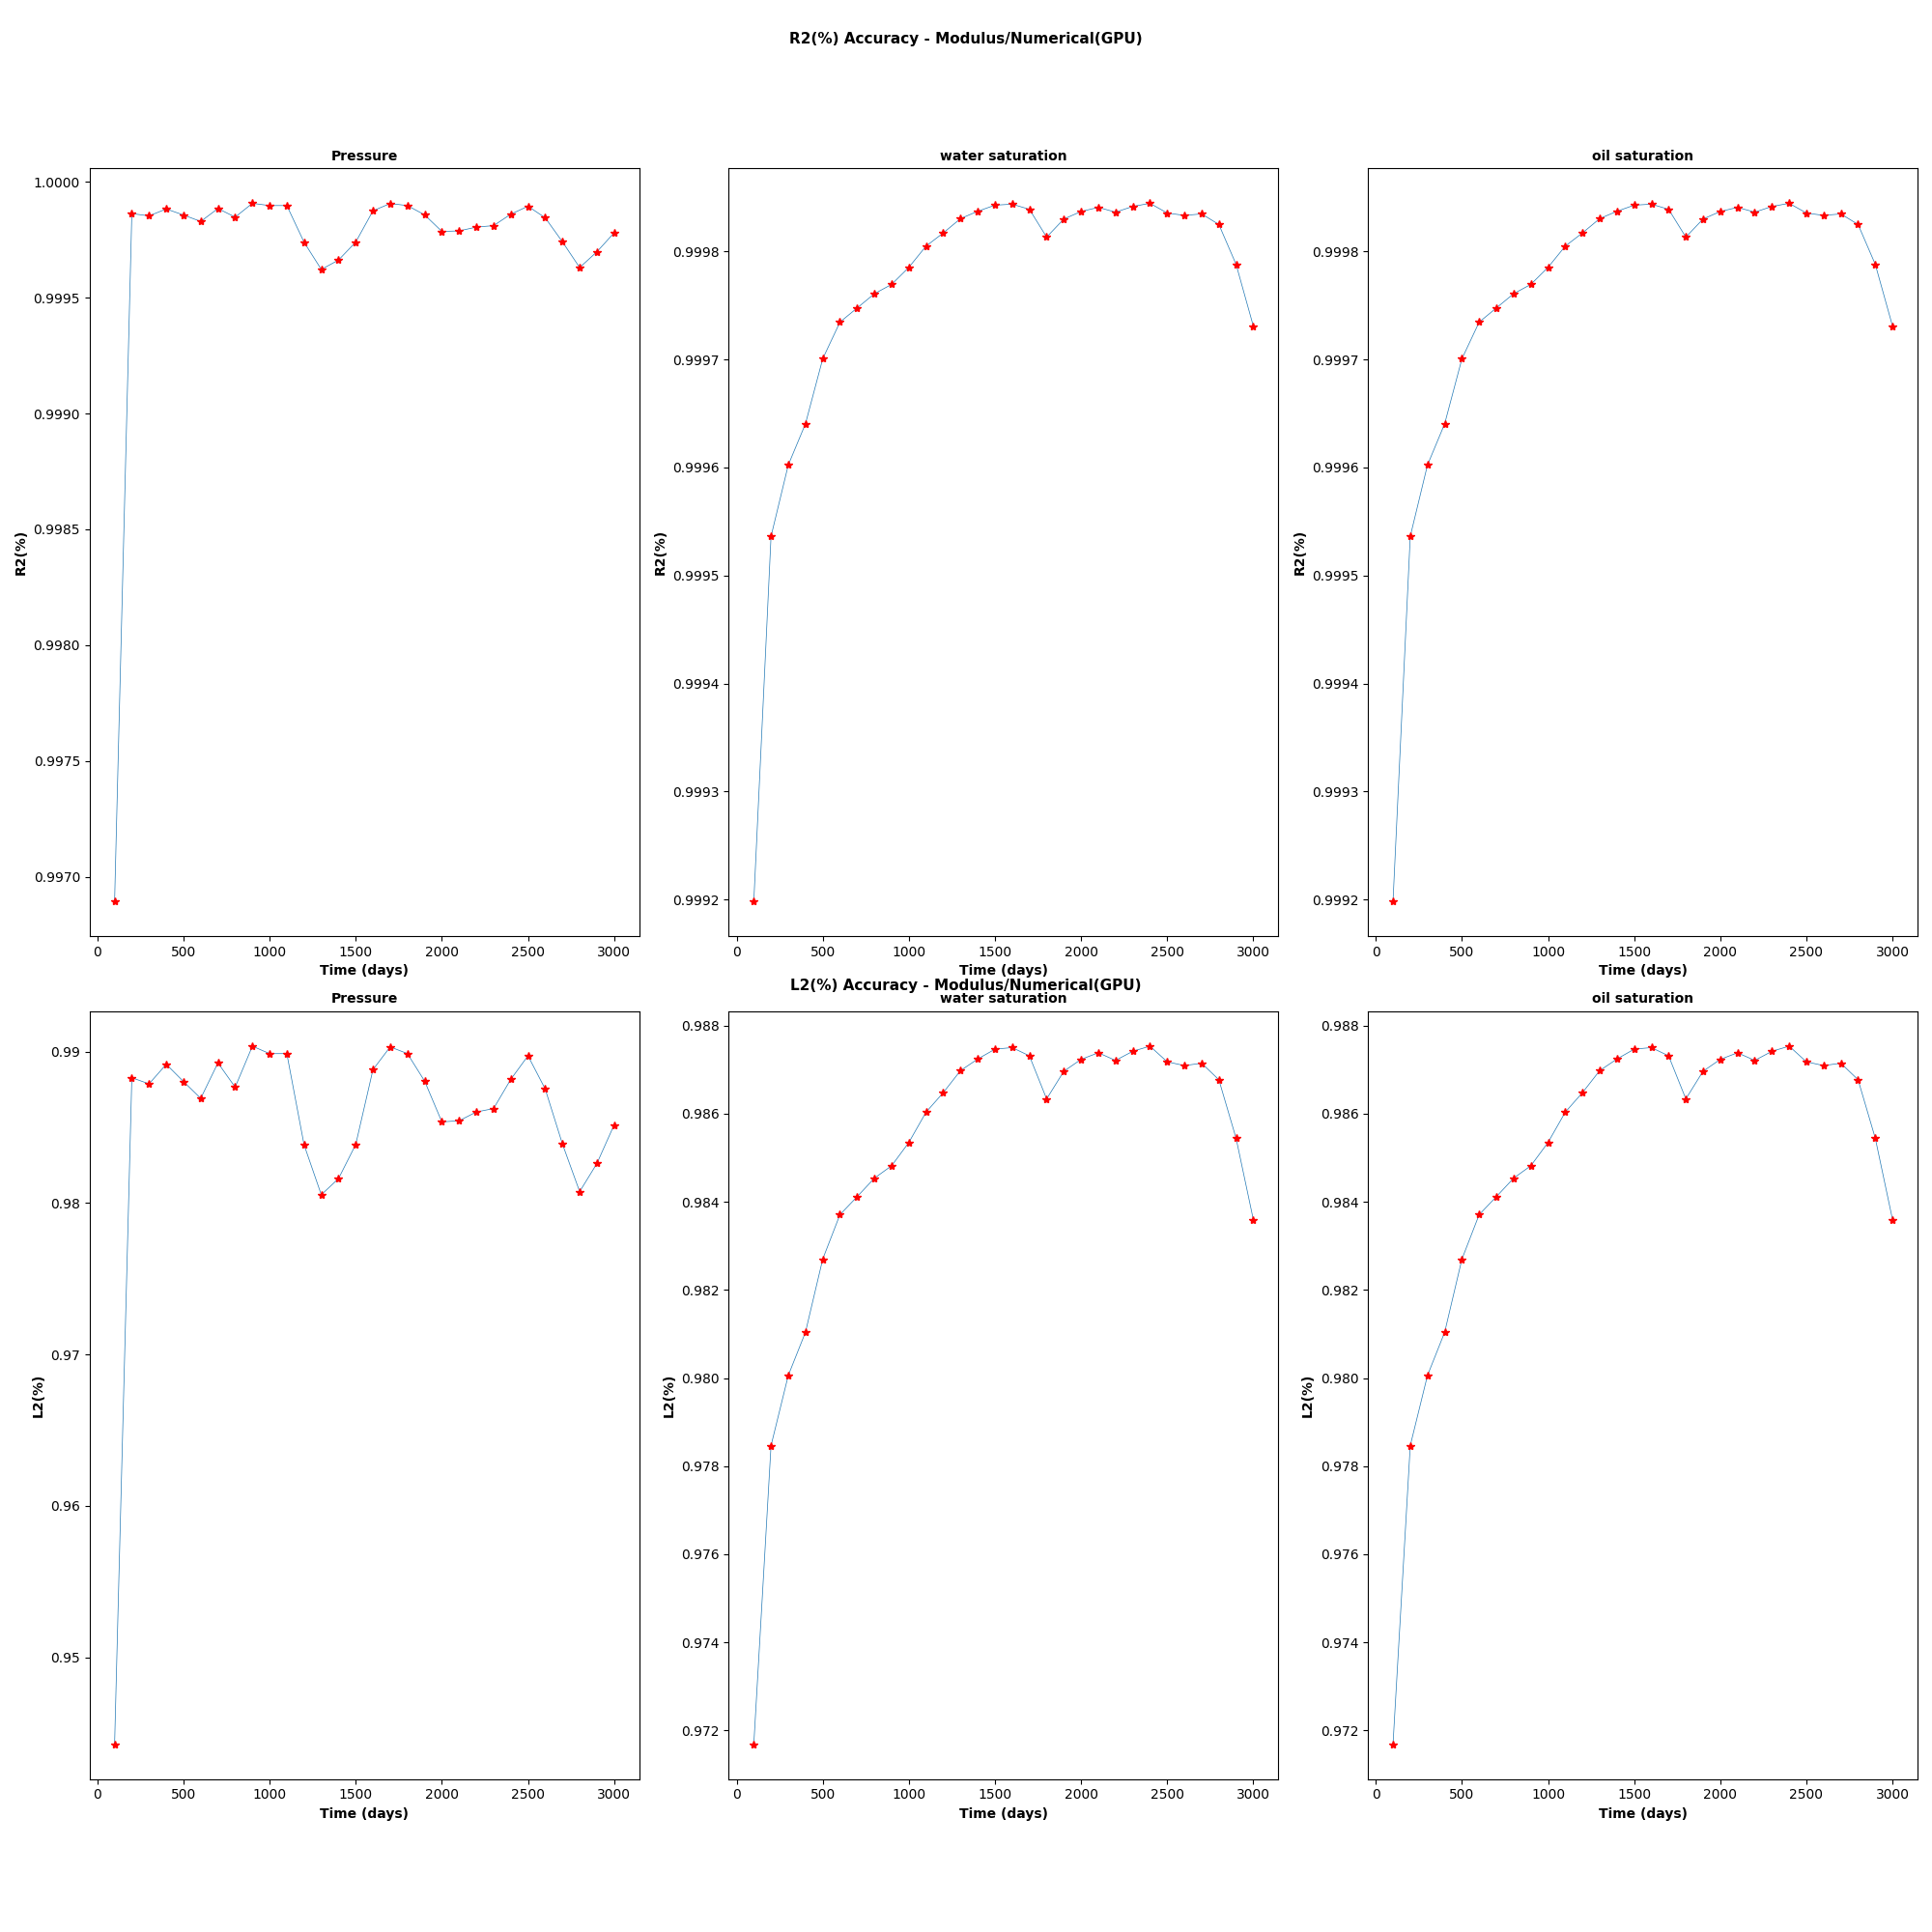 R2(%) Accuracy - Modulus/Numerical(GPU)
Pressure
1.0000
0.9995
0.9990
0.9985
0.9980
0.9975
0.9970
R2(%)
0 500 1000 1500 2000 2500 3000
Time (days)
water saturation
0.9998
0.9997
0.9996
0.9995
0.9994
0.9993
0.9992
R2(%)
0 500 1000 1500 2000 2500 3000
Time (days)
oil saturation
0.9998
0.9997
0.9996
0.9995
0.9994
0.9993
0.9992
R2(%)
0 500 1000 1500 2000 2500 3000
Time (days)
L2(%) Accuracy - Modulus/Numerical(GPU)
Pressure
0.99
0.98
0.97
0.96
0.95
L2(%)
0 500 1000 1500 2000 2500 3000
Time (days)
water saturation
0.988
0.986
0.984
0.982
0.980
0.978
0.976
0.974
0.972
L2(%)
0 500 1000 1500 2000 2500 3000
Time (days)
oil saturation
0.988
0.986
0.984
0.982
0.980
0.978
0.976
0.974
0.972
L2(%)
0 500 1000 1500 2000 2500 3000
Time (days)